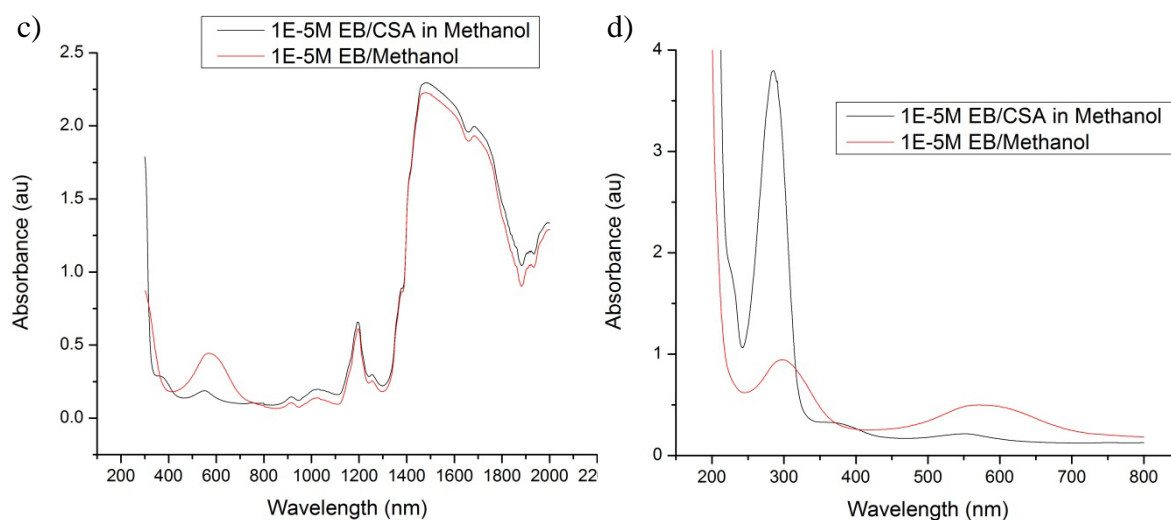 c)
1E-5M EB/CSA in Methanol
1E-5M EB/Methanol
2.5
2.0
1.5
1.0
0.5
0.0
Absorbance (au)
200 400 600 800 1000 1200 1400 1600 1800 2000 22
Wavelength (nm)
d)
1E-5M EB/CSA in Methanol
1E-5M EB/Methanol
4
3
2
1
0
Absorbance (au)
200 300 400 500 600 700 800
Wavelength (nm)